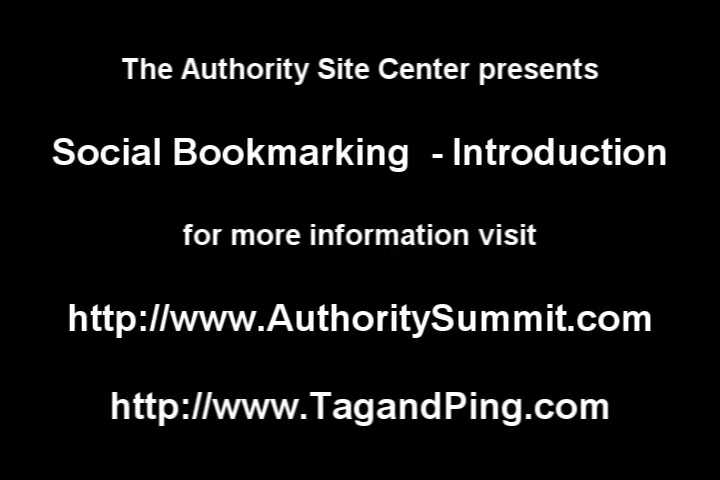 The Authority Site Center presents
Social Bookmarking  - Introduction
for more information visit
http://www.AuthoritySummit.com
http://www.TagandPing.com